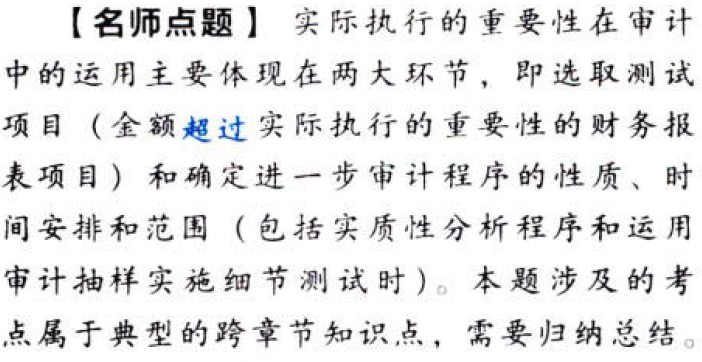 【名师点题】 实际执行的重要性在审计
中的运用主要体现在两大环节，即选取测试
项目（金额超过实际执行的重要性的财务报
表项目）和确定进一步审计程序的性质、时
间安排和范围（包括实质性分析程序和运用
审计抽样实施细节测试时）。本题涉及的考
点属于典型的跨章节知识点，需要归纳总结。